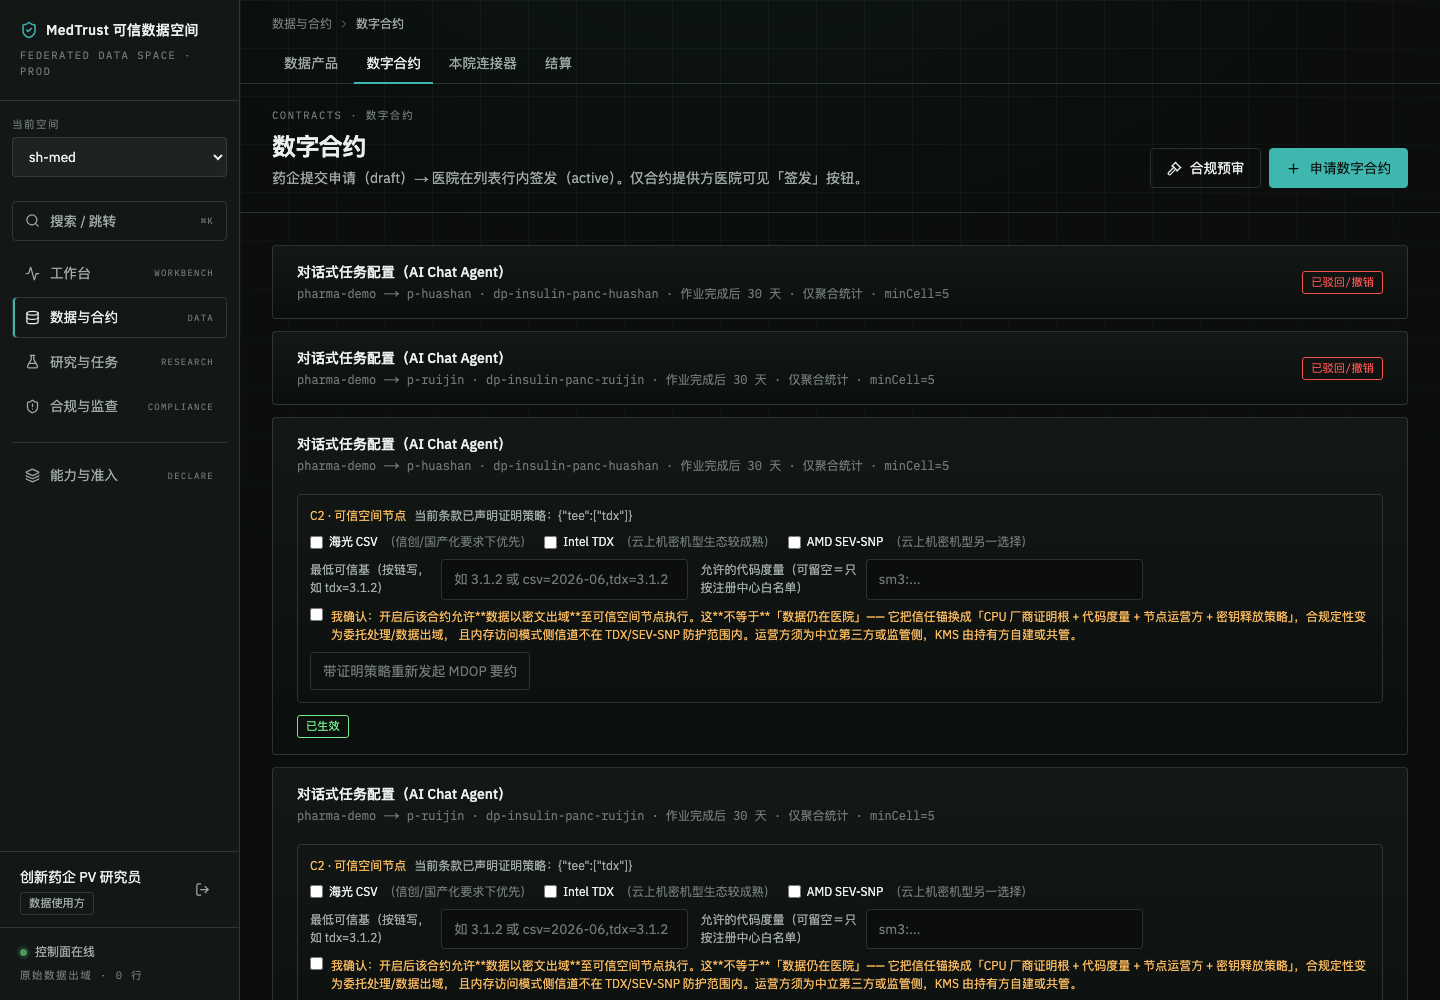 MedTrust 可信数据空间
FEDERATED DATA SPACE ·
PROD
当前空间
sh-med
搜索 / 跳转 ⌘K
工作台 WORKBENCH
数据与合约 DATA
研究与任务 RESEARCH
合规与监查 COMPLIANCE
能力与准入 DECLARE
创新药企 PV 研究员
数据使用方
控制面在线
原始数据出域 · 0 行
数据与合约 › 数字合约
数据产品 数字合约 本院连接器 结算
CONTRACTS · 数字合约
数字合约
药企提交申请（draft）→ 医院在列表行内签发（active）。仅合约提供方医院可见「签发」按钮。
合规预审
申请数字合约
对话式任务配置（AI Chat Agent）
pharma-demo → p-huashan · dp-insulin-panc-huashan · 作业完成后 30 天 · 仅聚合统计 · minCell=5
已驳回/撤销
对话式任务配置（AI Chat Agent）
pharma-demo → p-ruijin · dp-insulin-panc-ruijin · 作业完成后 30 天 · 仅聚合统计 · minCell=5
已驳回/撤销
对话式任务配置（AI Chat Agent）
pharma-demo → p-huashan · dp-insulin-panc-huashan · 作业完成后 30 天 · 仅聚合统计 · minCell=5
C2 · 可信空间节点 当前条款已声明证明策略：{"tee":["tdx"]}
海光 CSV （信创/国产化要求下优先） Intel TDX （云上机密机型生态较成熟） AMD SEV-SNP （云上机密机型另一选择）
最低可信基（按链写，
如 tdx=3.1.2）
如 3.1.2 或 csv=2026-06,tdx=3.1.2
允许的代码度量（可留空＝只
按注册中心白名单）
sm3:...
我确认：开启后该合约允许**数据以密文出域**至可信空间节点执行。这**不等于**「数据仍在医院」—— 它把信任锚换成「CPU 厂商证明根 + 代码度量 + 节点运营方 + 密钥释放策略」，合规定性变
为委托处理/数据出域， 且内存访问模式侧信道不在 TDX/SEV-SNP 防护范围内。运营方须为中立第三方或监管侧，KMS 由持有方自建或共管。
带证明策略重新发起 MDOP 要约
已生效
对话式任务配置（AI Chat Agent）
pharma-demo → p-ruijin · dp-insulin-panc-ruijin · 作业完成后 30 天 · 仅聚合统计 · minCell=5
C2 · 可信空间节点 当前条款已声明证明策略：{"tee":["tdx"]}
海光 CSV （信创/国产化要求下优先） Intel TDX （云上机密机型生态较成熟） AMD SEV-SNP （云上机密机型另一选择）
最低可信基（按链写，
如 tdx=3.1.2）
如 3.1.2 或 csv=2026-06,tdx=3.1.2
允许的代码度量（可留空＝只
按注册中心白名单）
sm3:...
我确认：开启后该合约允许**数据以密文出域**至可信空间节点执行。这**不等于**「数据仍在医院」—— 它把信任锚换成「CPU 厂商证明根 + 代码度量 + 节点运营方 + 密钥释放策略」，合规定性变
为委托处理/数据出域， 且内存访问模式侧信道不在 TDX/SEV-SNP 防护范围内。运营方须为中立第三方或监管侧，KMS 由持有方自建或共管。